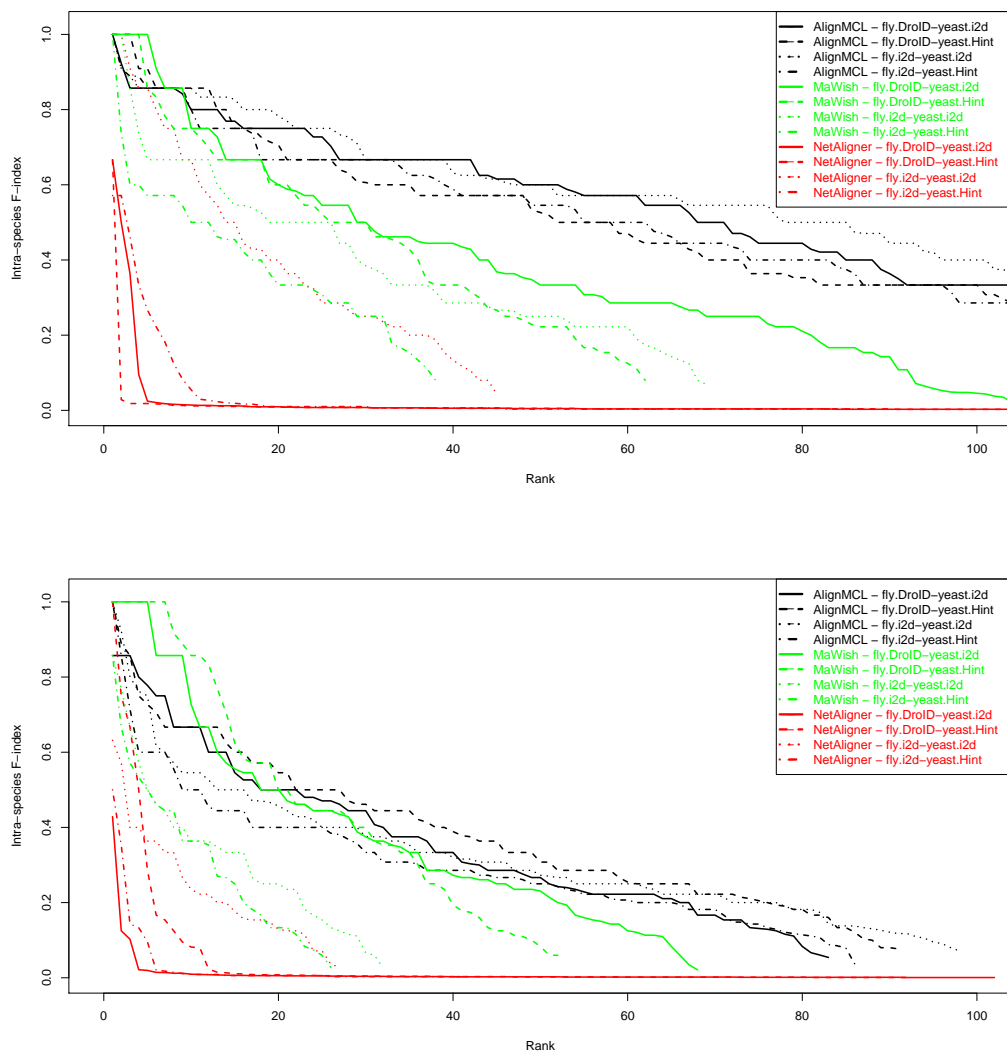 1.0
0.8
0.6
0.4
0.2
0.0
Intra−species F−index
0
20
40
60
80
100
Rank
AlignMCL − fly.DroID−yeast.i2d
AlignMCL − fly.DroID−yeast.Hint
AlignMCL − fly.i2d−yeast.i2d
AlignMCL − fly.i2d−yeast.Hint
MaWish − fly.DroID−yeast.i2d
MaWish − fly.DroID−yeast.Hint
MaWish − fly.i2d−yeast.i2d
MaWish − fly.i2d−yeast.Hint
NetAligner − fly.DroID−yeast.i2d
NetAligner − fly.DroID−yeast.Hint
NetAligner − fly.i2d−yeast.i2d
NetAligner − fly.i2d−yeast.Hint
1.0
0.8
0.6
0.4
0.2
0.0
Intra−species F−index
0
20
40
60
80
100
Rank
AlignMCL − fly.DroID−yeast.i2d
AlignMCL − fly.DroID−yeast.Hint
AlignMCL − fly.i2d−yeast.i2d
AlignMCL − fly.i2d−yeast.Hint
MaWish − fly.DroID−yeast.i2d
MaWish − fly.DroID−yeast.Hint
MaWish − fly.i2d−yeast.i2d
MaWish − fly.i2d−yeast.Hint
NetAligner − fly.DroID−yeast.i2d
NetAligner − fly.DroID−yeast.Hint
NetAligner − fly.i2d−yeast.i2d
NetAligner − fly.i2d−yeast.Hint